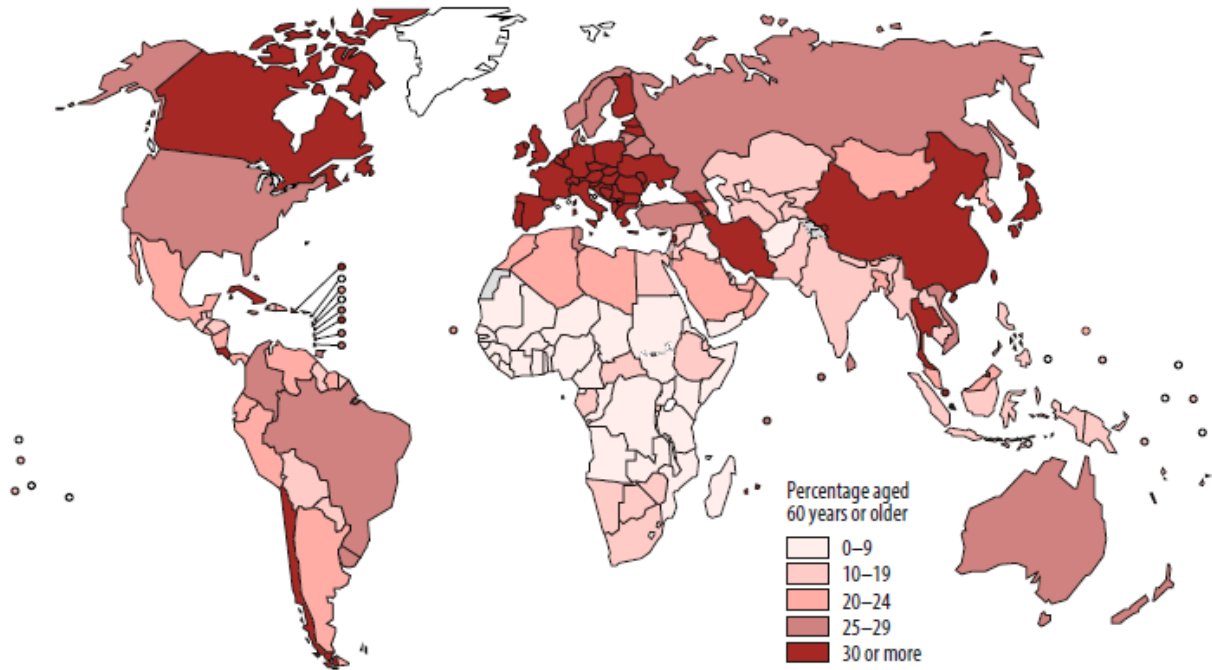 Percentage aged
60 years or older
0–9
10–19
20–24
25–29
30 or more